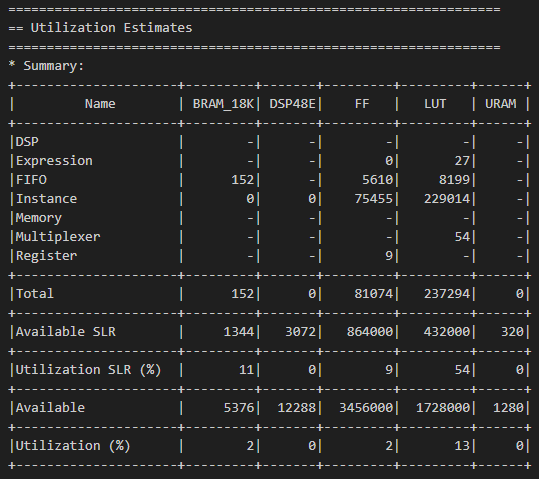 ================================================================
== Utilization Estimates
================================================================
* Summary:
+---------------------+---------+-------+---------+---------+------+
|         Name        | BRAM_18K| DSP48E|    FF   |   LUT   | URAM |
+---------------------+---------+-------+---------+---------+------+
|DSP                  |        -|      -|        -|        -|     -|
|Expression           |        -|      -|        0|       27|     -|
|FIFO                 |      152|      -|     5610|     8199|     -|
|Instance             |        0|      0|    75455|   229014|     -|
|Memory               |        -|      -|        -|        -|     -|
|Multiplexer          |        -|      -|        -|       54|     -|
|Register             |        -|      -|        9|        -|     -|
+---------------------+---------+-------+---------+---------+------+
|Total                |      152|      0|    81074|   237294|     0|
+---------------------+---------+-------+---------+---------+------+
|Available SLR        |     1344|   3072|   864000|   432000|   320|
+---------------------+---------+-------+---------+---------+------+
|Utilization SLR (%)  |       11|      0|        9|       54|     0|
+---------------------+---------+-------+---------+---------+------+
|Available            |     5376|  12288|  3456000|  1728000|  1280|
+---------------------+---------+-------+---------+---------+------+
|Utilization (%)      |        2|      0|        2|       13|     0|
+---------------------+---------+-------+---------+---------+------+